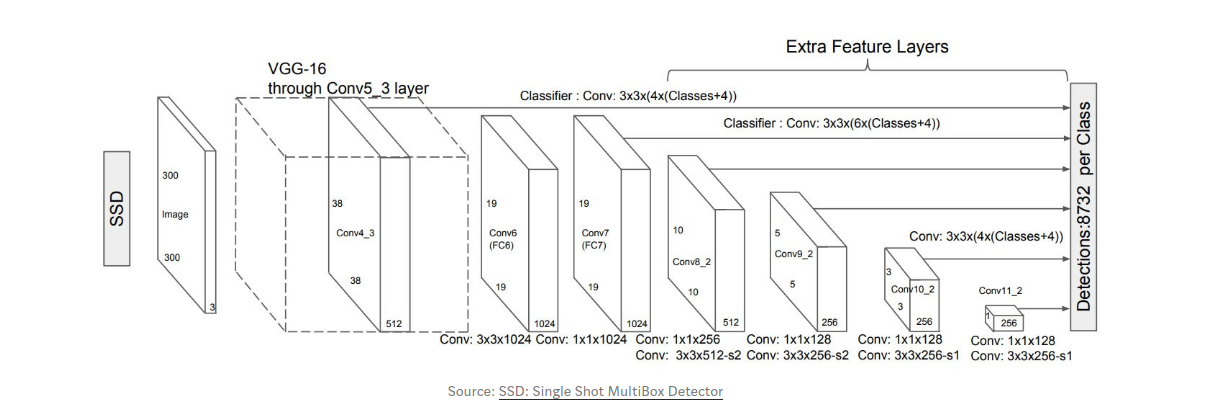 Extra Feature Layers
VGG-16
through Conv5_3 layer
Classifier : Conv: 3x3x(4x(Classes+4))
Classifier : Conv: 3x3x(6x(Classes+4))
SSD
300
Image
300
3
38
Conv4_3
38
512
19
Conv6
(FC6)
19
1024
19
Conv7
(FC7)
19
1024
10
Conv8_2
10
512
5
Conv9_2
5
256
Conv: 3x3x(4x(Classes+4))
3
Conv10_2
3
256
Conv11_2
1
256
Detections:8732 per Class
Conv: 3x3x1024
Conv: 1x1x1024
Conv: 1x1x256
Conv: 3x3x512-s2
Conv: 1x1x128
Conv: 3x3x256-s2
Conv: 1x1x128
Conv: 3x3x256-s1
Conv: 1x1x128
Conv: 3x3x256-s1
Source: SSD: Single Shot MultiBox Detector